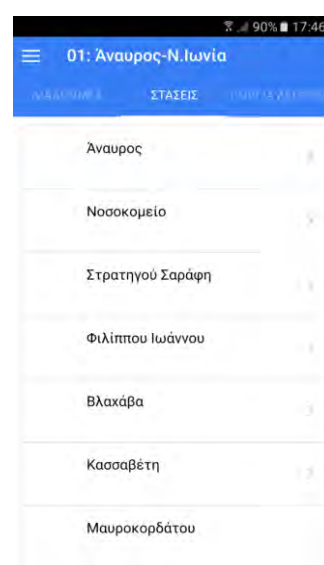 90% 17:46
01: Άναυρος-Ν.Ιωνία
ΣΤΑΣΕΙΣ
Άναυρος
Νοσοκομείο
Στρατηγού Σαράφη
Φιλίππου Ιωάννου
Βλαχάβα
Κασσαβέτη
Μαυροκορδάτου